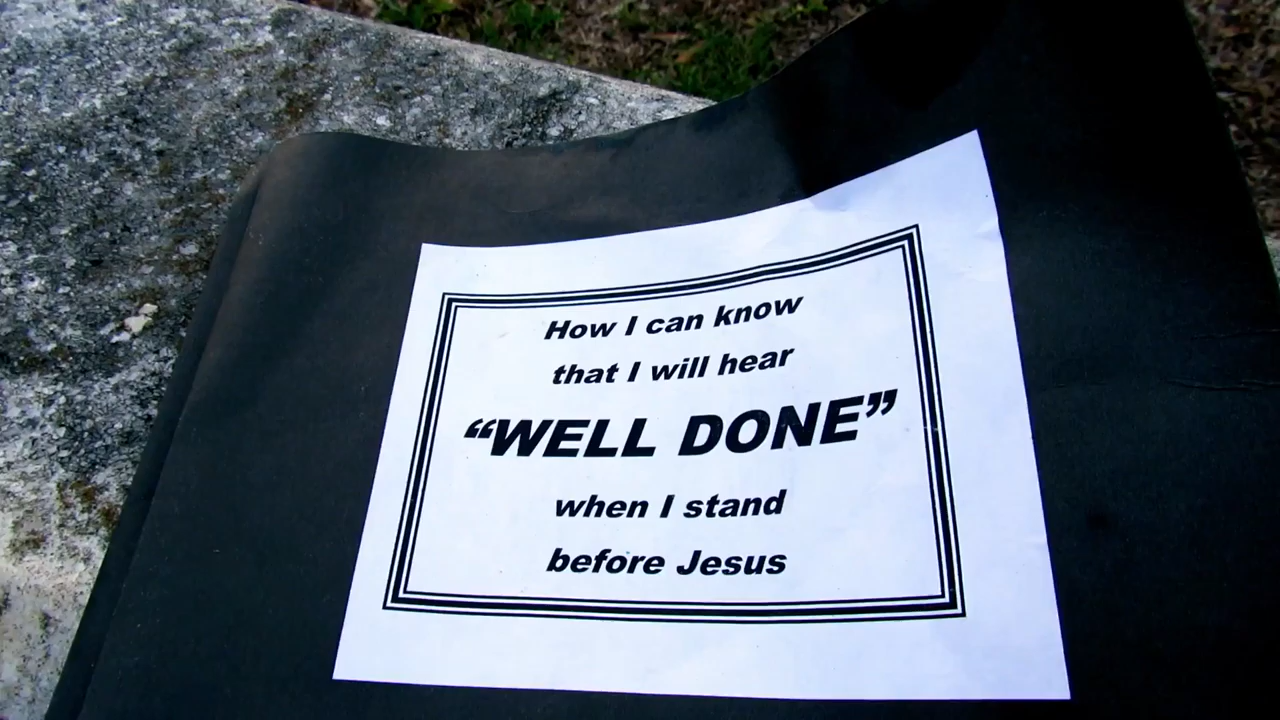 How I can know
that I will hear
“WELL DONE”
when I stand
before Jesus